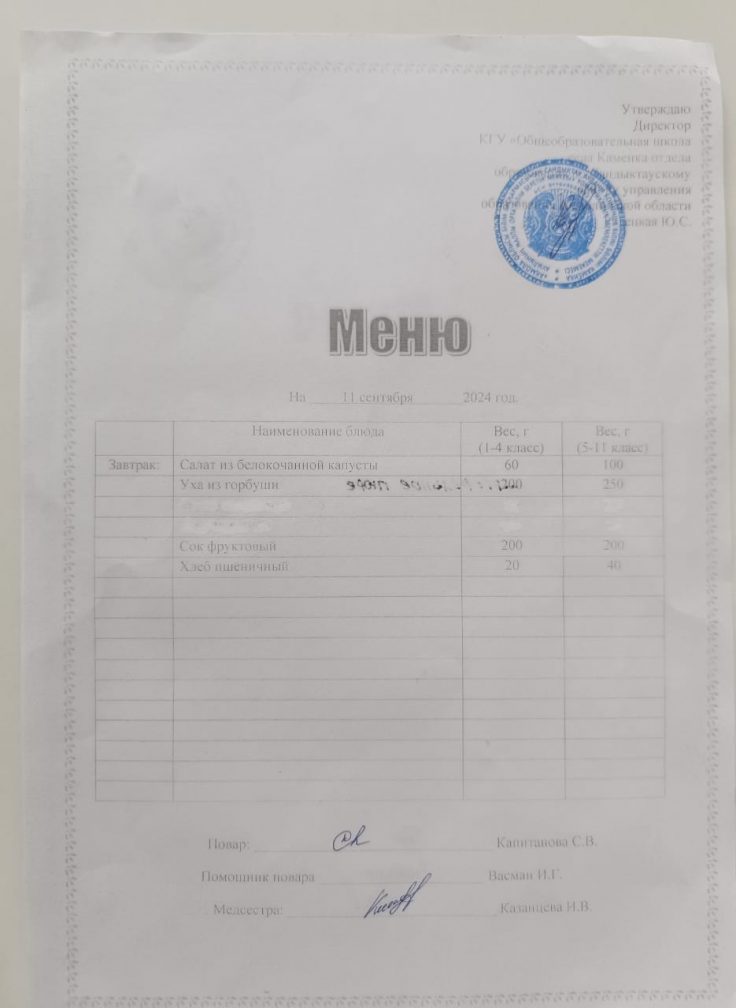 Утверждаю
Директор
КГУ «Общеобразовательная школа
Каменка отдела
управления
области
Ю.С.
Меню
На 11 сентября 2024 год.
Наименование блюда Вес, г (1-4 класс) Вес, г (5-11 класс)
Завтрак: Салат из белокочанной капусты 60 100
Уха из горбуши 200 250
Сок фруктовый 200 200
Хлеб пшеничный 20 40
Повар: Капитанова С.В.
Помощник повара Васман И.Г.
Медсестра: Казанцева И.В.